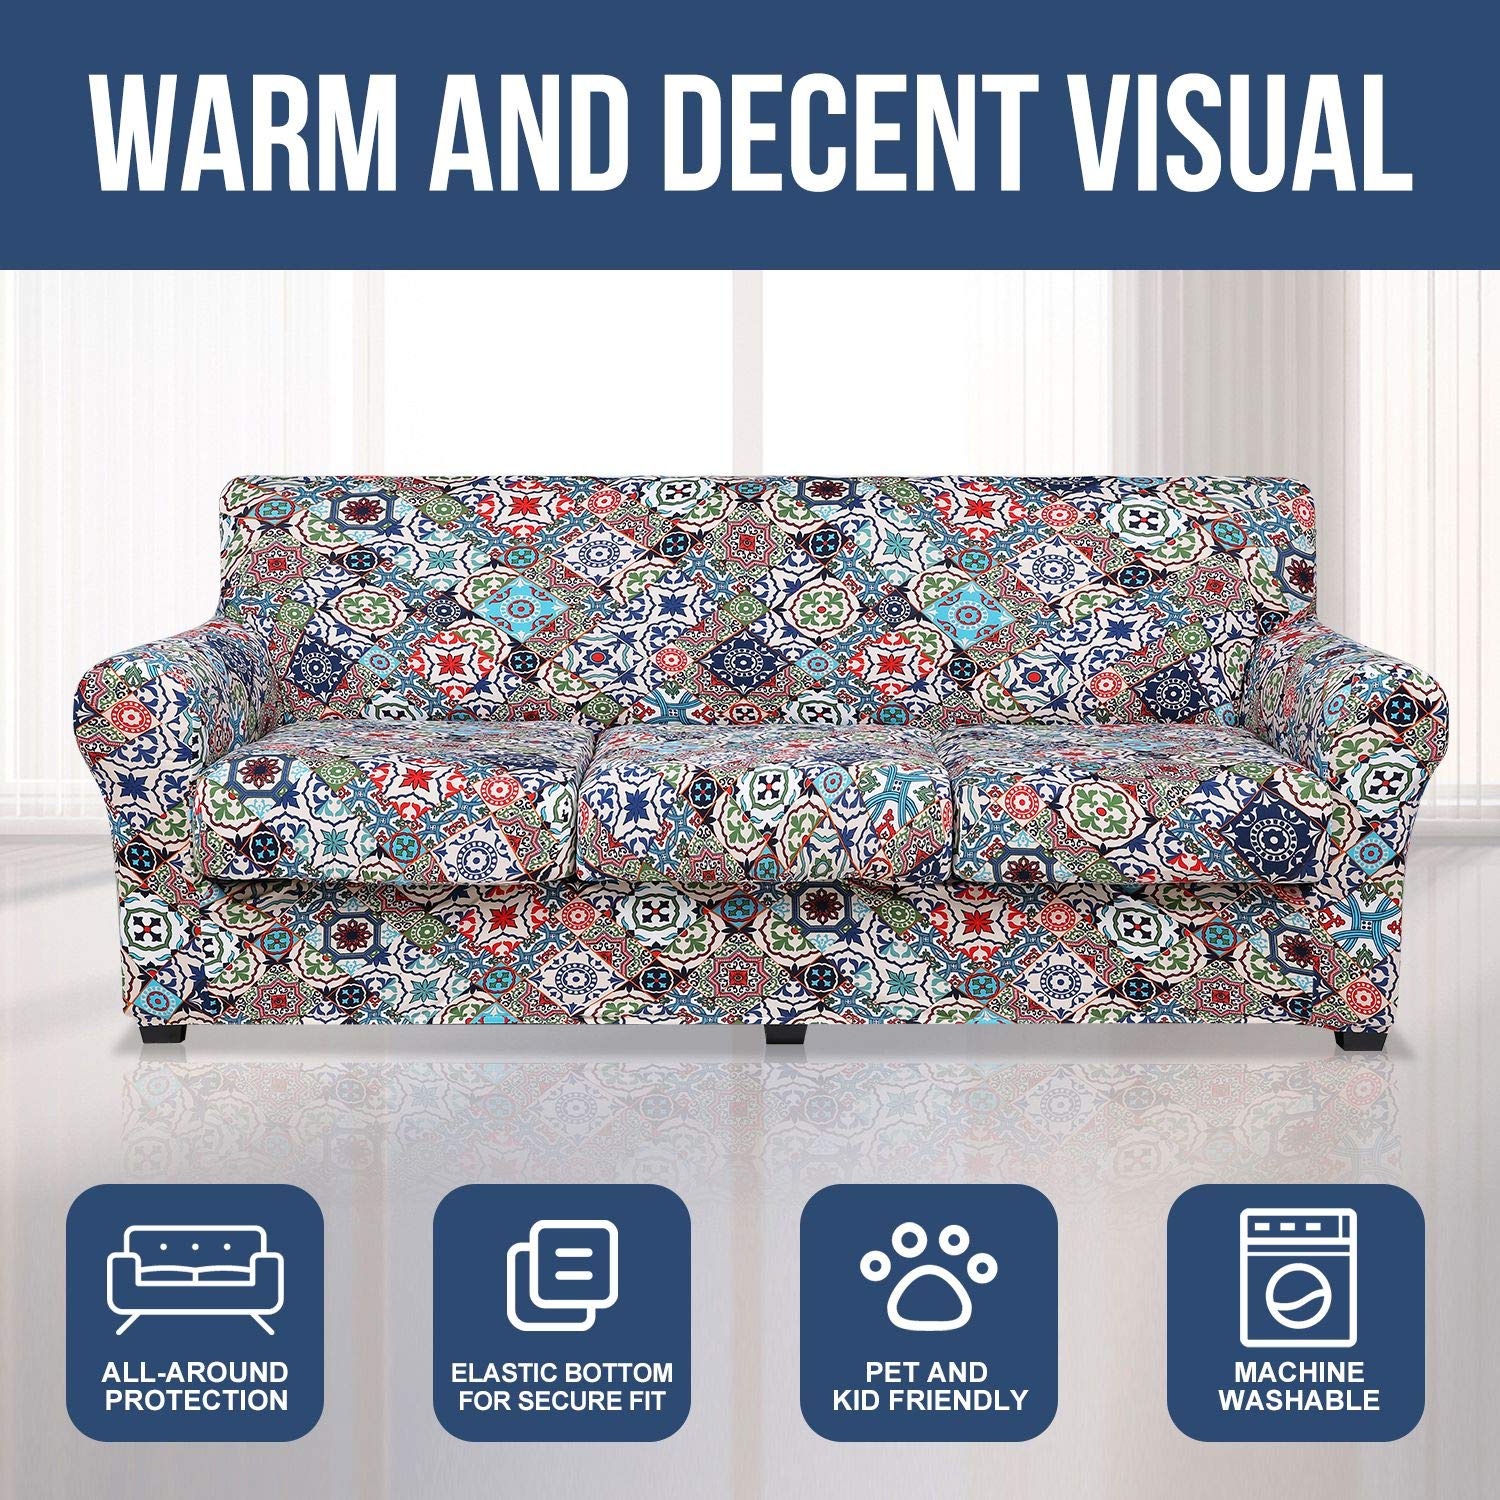 WARM AND DECENT VISUAL
ALL-AROUND
PROTECTION
ELASTIC BOTTOM
FOR SECURE FIT
PET AND
KID FRIENDLY
MACHINE
WASHABLE